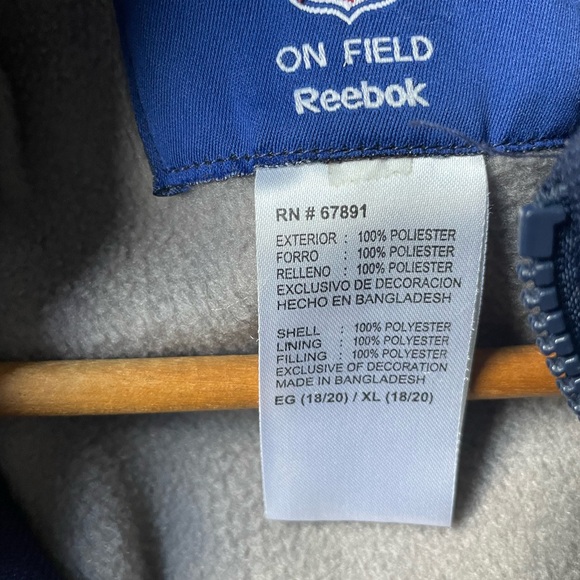 ON FIELD
Reebok
RN # 67891
EXTERIOR : 100% POLIESTER
FORRO : 100% POLIESTER
RELLENO : 100% POLIESTER
EXCLUSIVO DE DECORACION
HECHO EN BANGLADESH
SHELL : 100% POLYESTER
LINING : 100% POLYESTER
FILLING : 100% POLYESTER
EXCLUSIVE OF DECORATION
MADE IN BANGLADESH
EG (18/20) / XL (18/20)